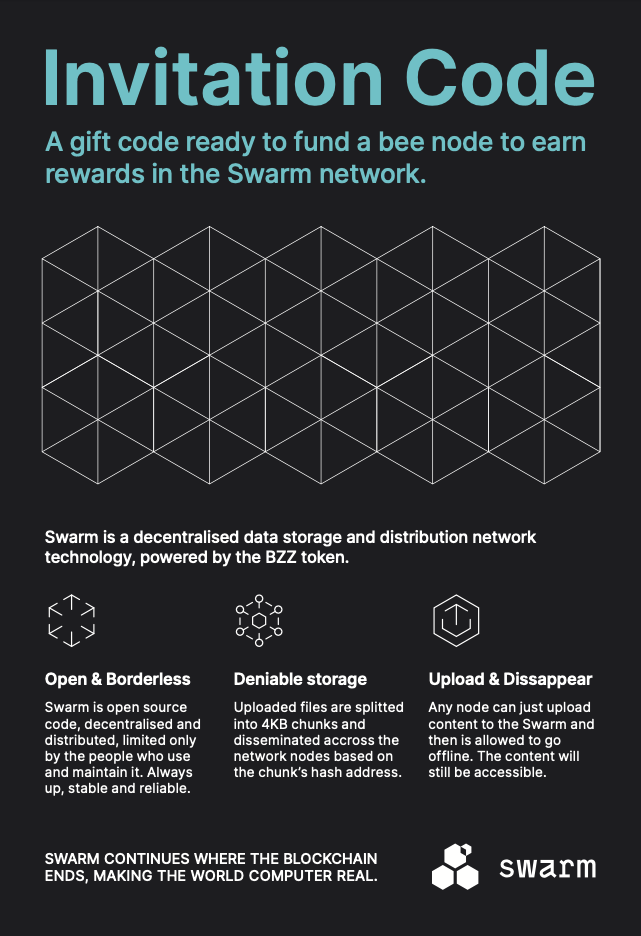 Invitation Code
A gift code ready to fund a bee node to earn
rewards in the Swarm network.
Swarm is a decentralised data storage and distribution network
technology, powered by the BZZ token.
Open & Borderless
Swarm is open source
code, decentralised and
distributed, limited only
by the people who use
and maintain it. Always
up, stable and reliable.
Deniable storage
Uploaded files are splitted
into 4KB chunks and
disseminated accross the
network nodes based on
the chunk’s hash address.
Upload & Dissappear
Any node can just upload
content to the Swarm and
then is allowed to go
offline. The content will
still be accessible.
SWARM CONTINUES WHERE THE BLOCKCHAIN
ENDS, MAKING THE WORLD COMPUTER REAL.
swarm